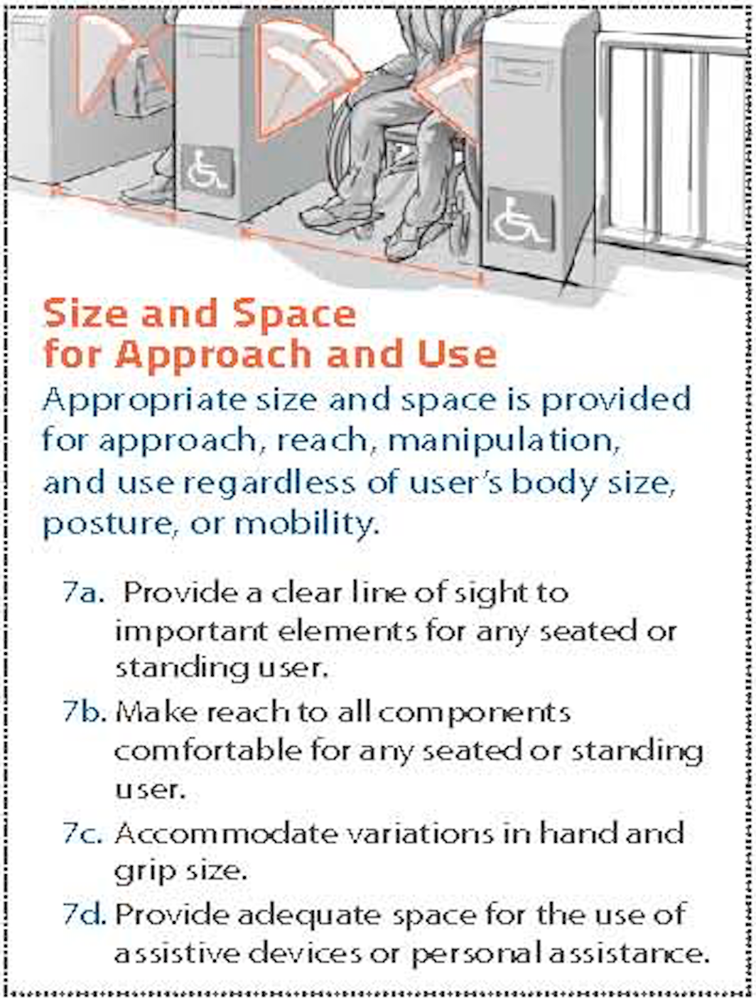 Size and Space
for Approach and Use
Appropriate size and space is provided
for approach, reach, manipulation,
and use regardless of user's body size,
posture, or mobility.
7a. Provide a clear line of sight to
important elements for any seated or
standing user.
7b. Make reach to all components
comfortable for any seated or standing
user.
7c. Accommodate variations in hand and
grip size.
7d. Provide adequate space for the use of
assistive devices or personal assistance.